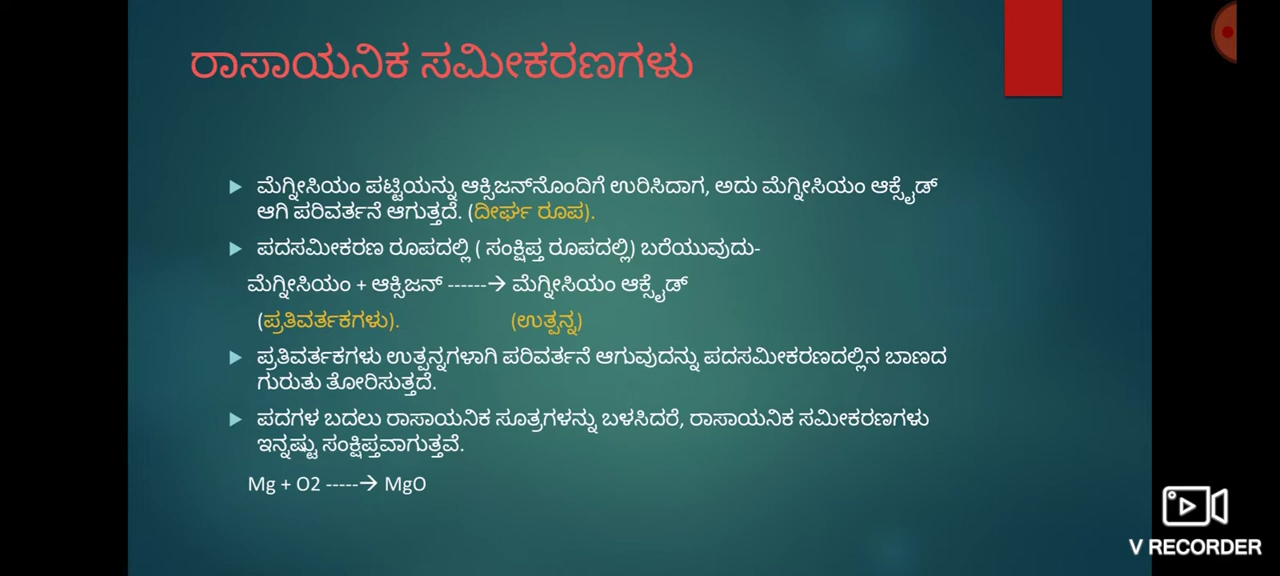 ರಾಸಾಯನಿಕ ಸಮೀಕರಣಗಳು
ಮೆಗ್ನೀಸಿಯಂ ಪಟ್ಟಿಯನ್ನು ಆಕ್ಸಿಜನ್‌ನೊಂದಿಗೆ ಉರಿಸಿದಾಗ, ಅದು ಮೆಗ್ನೀಸಿಯಂ ಆಕ್ಸೈಡ್
ಆಗಿ ಪರಿವರ್ತನೆ ಆಗುತ್ತದೆ. (ದೀರ್ಘ ರೂಪ).
ಪದಸಮೀಕರಣ ರೂಪದಲ್ಲಿ ( ಸಂಕ್ಷಿಪ್ತ ರೂಪದಲ್ಲಿ) ಬರೆಯುವುದು-
ಮೆಗ್ನೀಸಿಯಂ + ಆಕ್ಸಿಜನ್ ------→ ಮೆಗ್ನೀಸಿಯಂ ಆಕ್ಸೈಡ್
(ಪ್ರತಿವರ್ತಕಗಳು). (ಉತ್ಪನ್ನ)
ಪ್ರತಿವರ್ತಕಗಳು ಉತ್ಪನ್ನಗಳಾಗಿ ಪರಿವರ್ತನೆ ಆಗುವುದನ್ನು ಪದಸಮೀಕರಣದಲ್ಲಿನ ಬಾಣದ
ಗುರುತು ತೋರಿಸುತ್ತದೆ.
ಪದಗಳ ಬದಲು ರಾಸಾಯನಿಕ ಸೂತ್ರಗಳನ್ನು ಬಳಸಿದರೆ, ರಾಸಾಯನಿಕ ಸಮೀಕರಣಗಳು
ಇನ್ನಷ್ಟು ಸಂಕ್ಷಿಪ್ತವಾಗುತ್ತವೆ.
Mg + O2 -----→ MgO
V RECORDER